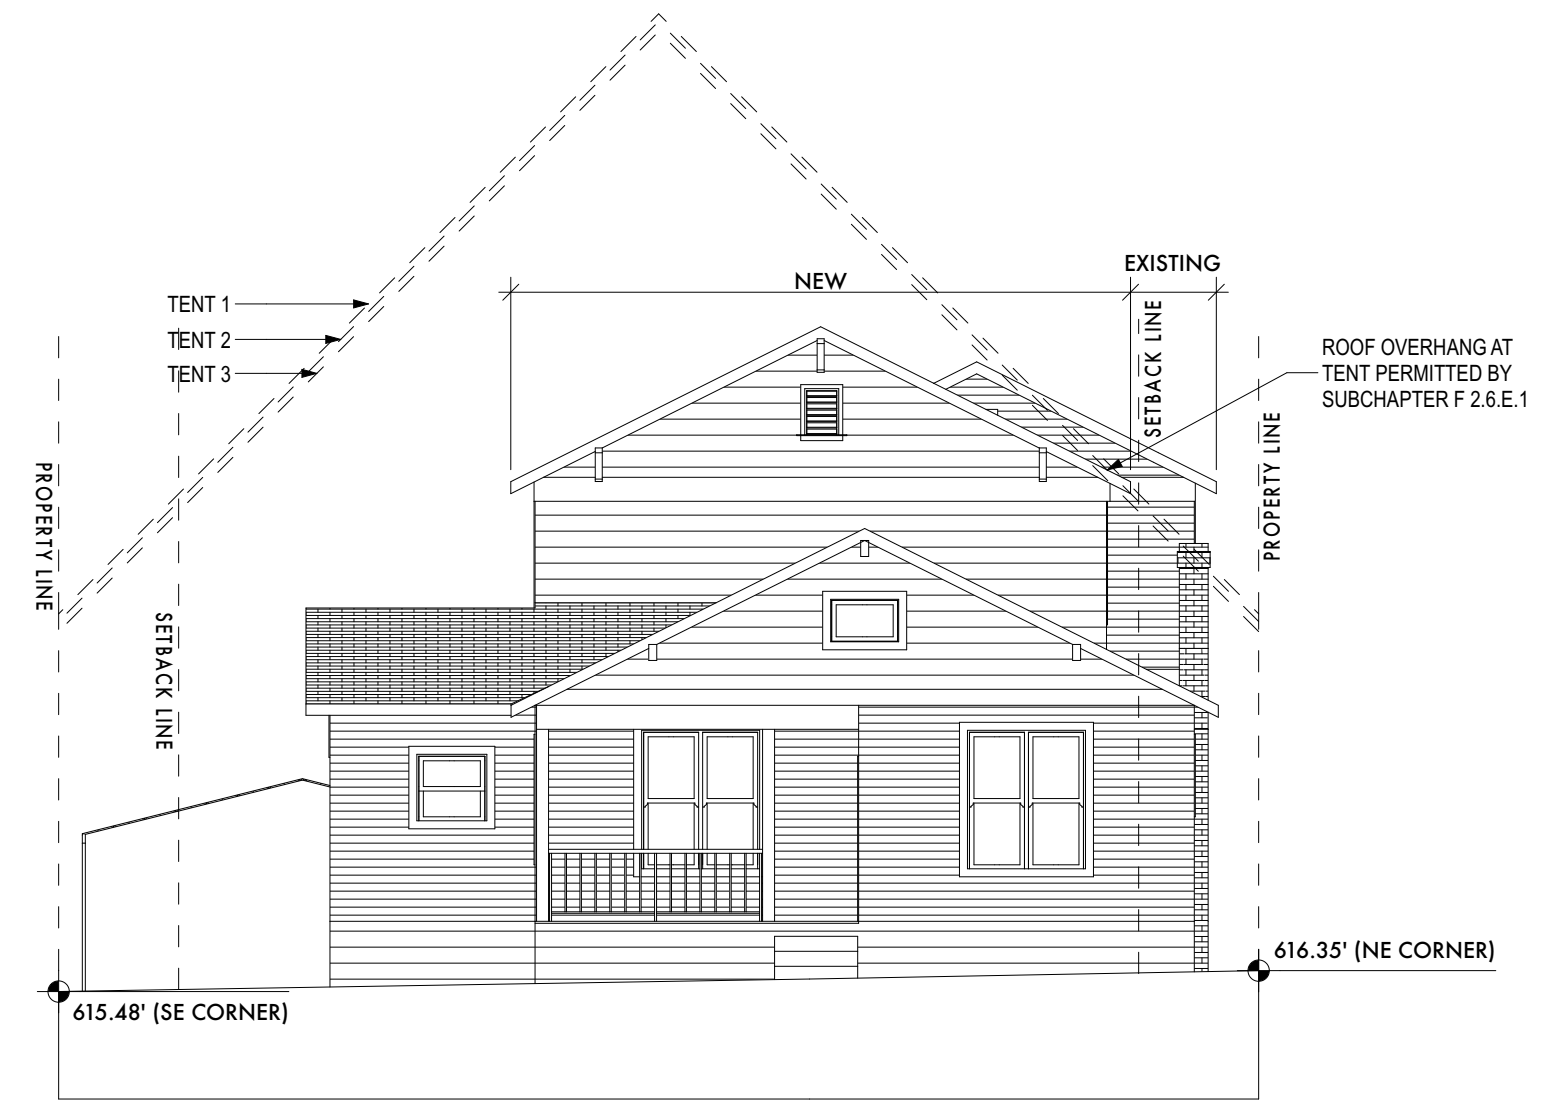 EXISTING
NEW
TENT 1
TENT 2
TENT 3
SETBACK LINE
ROOF OVERHANG AT
TENT PERMITTED BY
SUBCHAPTER F 2.6.E.1
PROPERTY LINE
PROPERTY LINE
SETBACK LINE
616.35' (NE CORNER)
615.48' (SE CORNER)